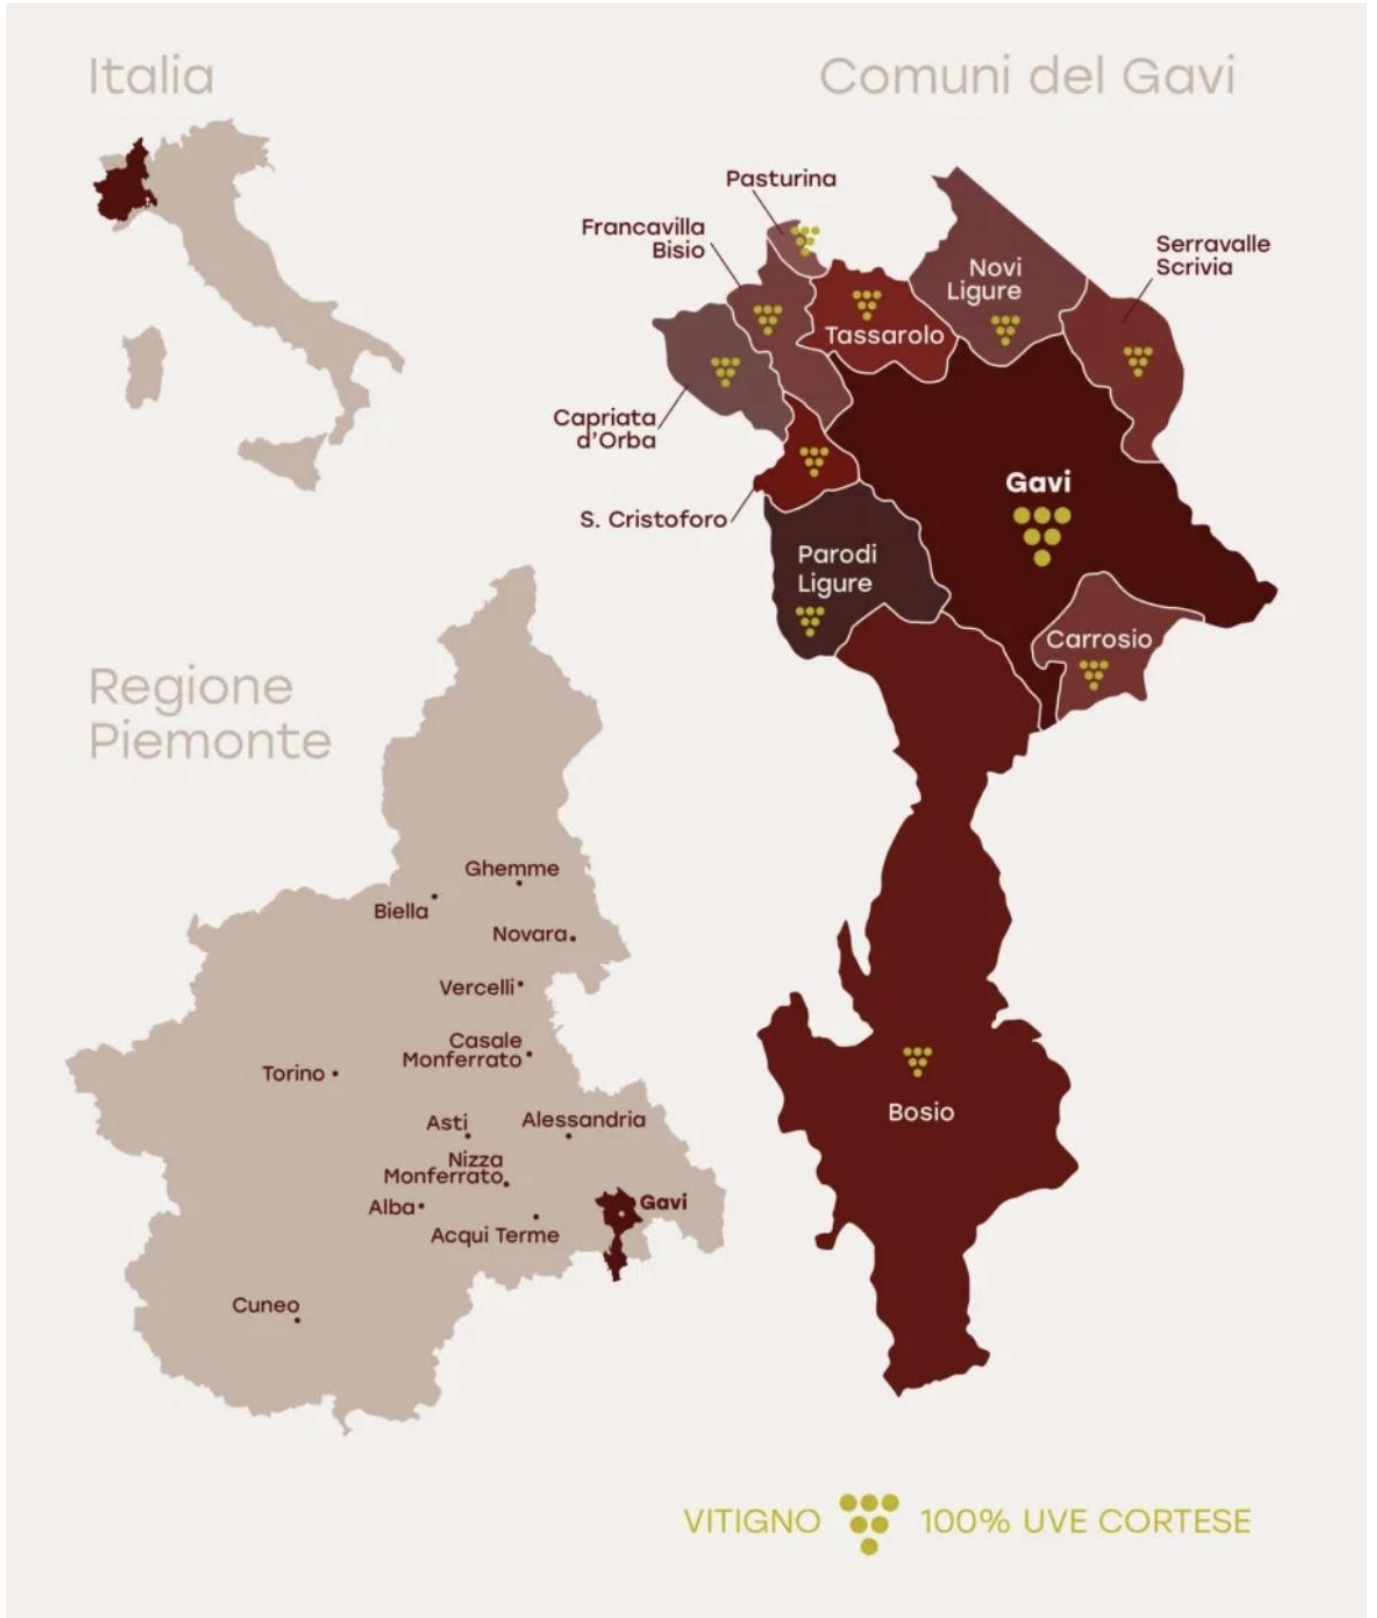 Italia
Comuni del Gavi
Pasturina
Francavilla
Bisio
Serravalle
Scrivia
Novi
Ligure
Tassarolo
Capriata
d'Orba
Gavi
S. Cristoforo
Parodi
Ligure
Carrosio
Bosio
Regione
Piemonte
Ghemme
Biella
Novara
Vercelli
Casale
Monferrato
Torino
Asti
Alessandria
Nizza
Monferrato
Alba
Gavi
Acqui Terme
Cuneo
VITIGNO 100% UVE CORTESE